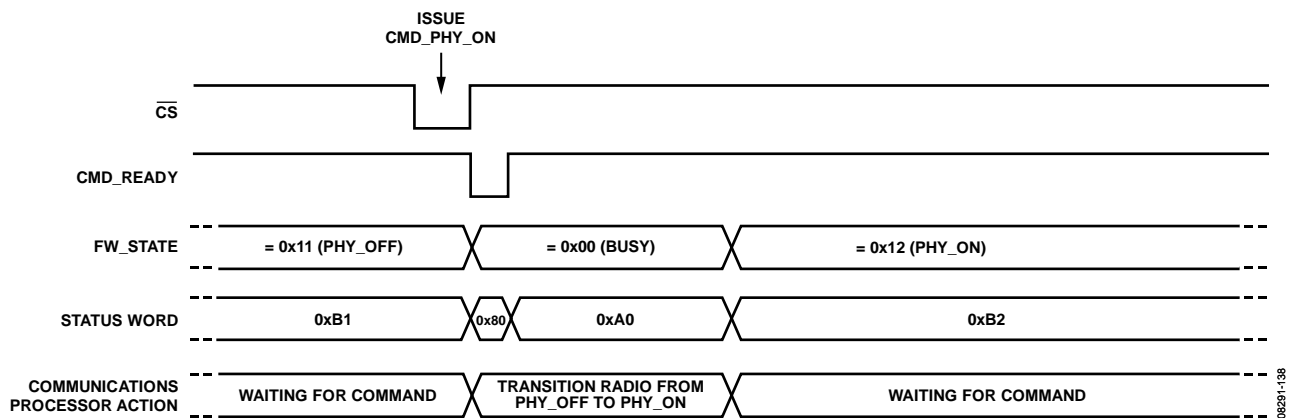 ISSUE
CMD_PHY_ON
CS
CMD_READY
FW_STATE
= 0x11 (PHY_OFF)
= 0x00 (BUSY)
= 0x12 (PHY_ON)
STATUS WORD
0xB1
0x80
0xA0
0xB2
COMMUNICATIONS
PROCESSOR ACTION
WAITING FOR COMMAND
TRANSITION RADIO FROM
PHY_OFF TO PHY_ON
WAITING FOR COMMAND
08291-138